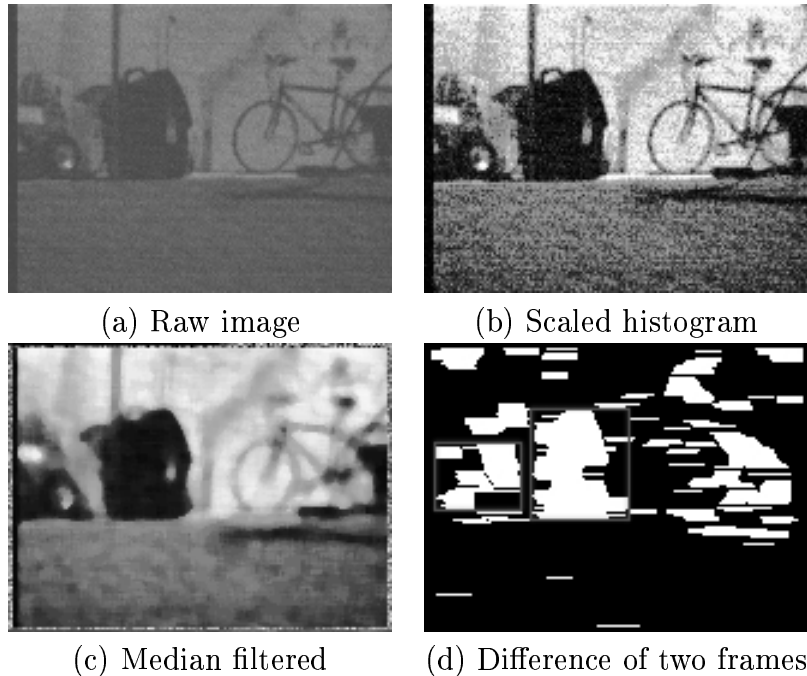 (a) Raw image
(b) Scaled histogram
(c) Median filtered
(d) Difference of two frames